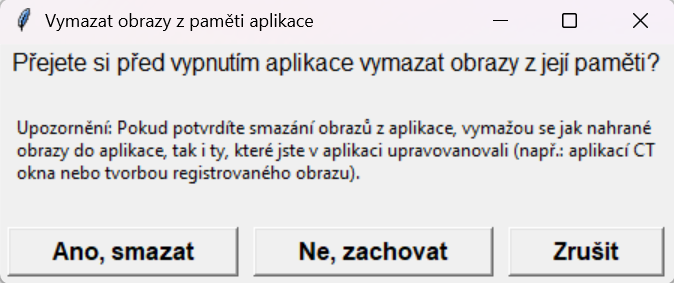 Vymazat obrazy z paměti aplikace
Přejete si před vypnutím aplikace vymazat obrazy z její paměti?
Upozornění: Pokud potvrdíte smazání obrazů z aplikace, vymažou se jak nahrané
obrazy do aplikace, tak i ty, které jste v aplikaci upravovanovali (např.: aplikací CT
okna nebo tvorbou registrovaného obrazu).
Ano, smazat
Ne, zachovat
Zrušit